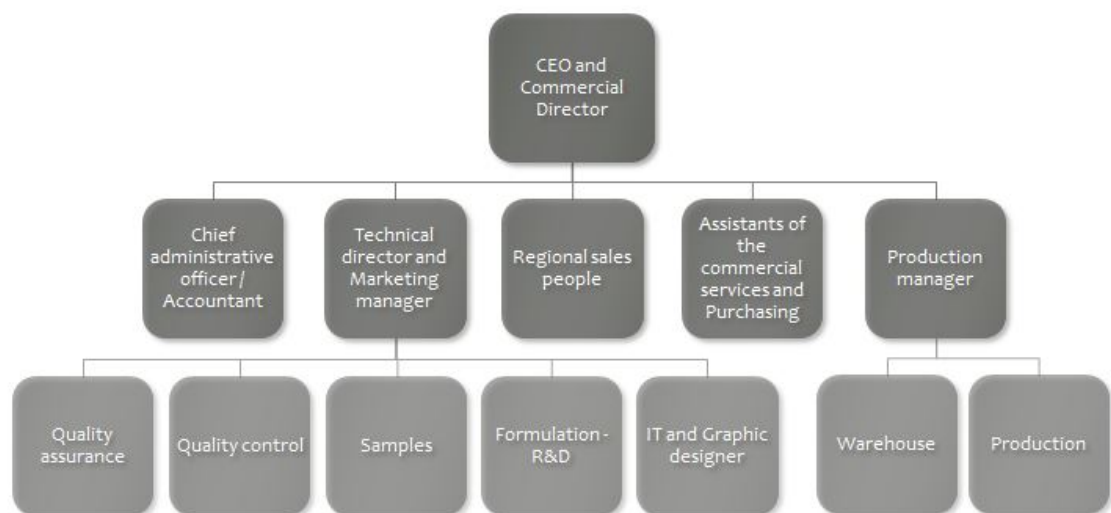 CEO and
Commercial
Director
Chief
administrative
officer /
Accountant
Technical
director and
Marketing
manager
Regional sales
people
Assistants of
the
commercial
services and
Purchasing
Production
manager
Quality
assurance
Quality control
Samples
Formulation -
R&D
IT and Graphic
designer
Warehouse
Production